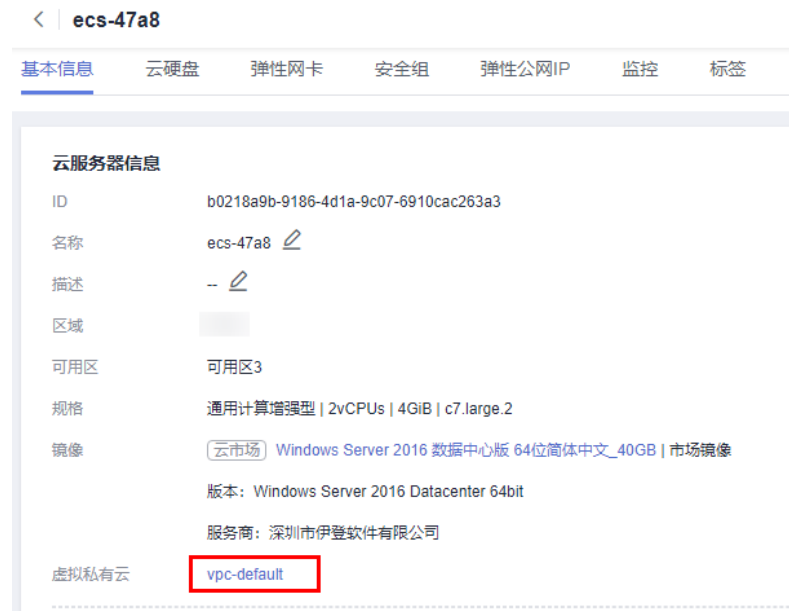 ecs-47a8
基本信息 云硬盘 弹性网卡 安全组 弹性公网IP 监控 标签
云服务器信息
ID b0218a9b-9186-4d1a-9c07-6910cac263a3
名称 ecs-47a8
描述 --
区域
可用区 可用区3
规格 通用计算增强型 | 2vCPUs | 4GiB | c7.large.2
镜像 云市场 Windows Server 2016 数据中心版 64位简体中文_40GB | 市场镜像
版本：Windows Server 2016 Datacenter 64bit
服务商：深圳市伊登软件有限公司
虚拟私有云 vpc-default